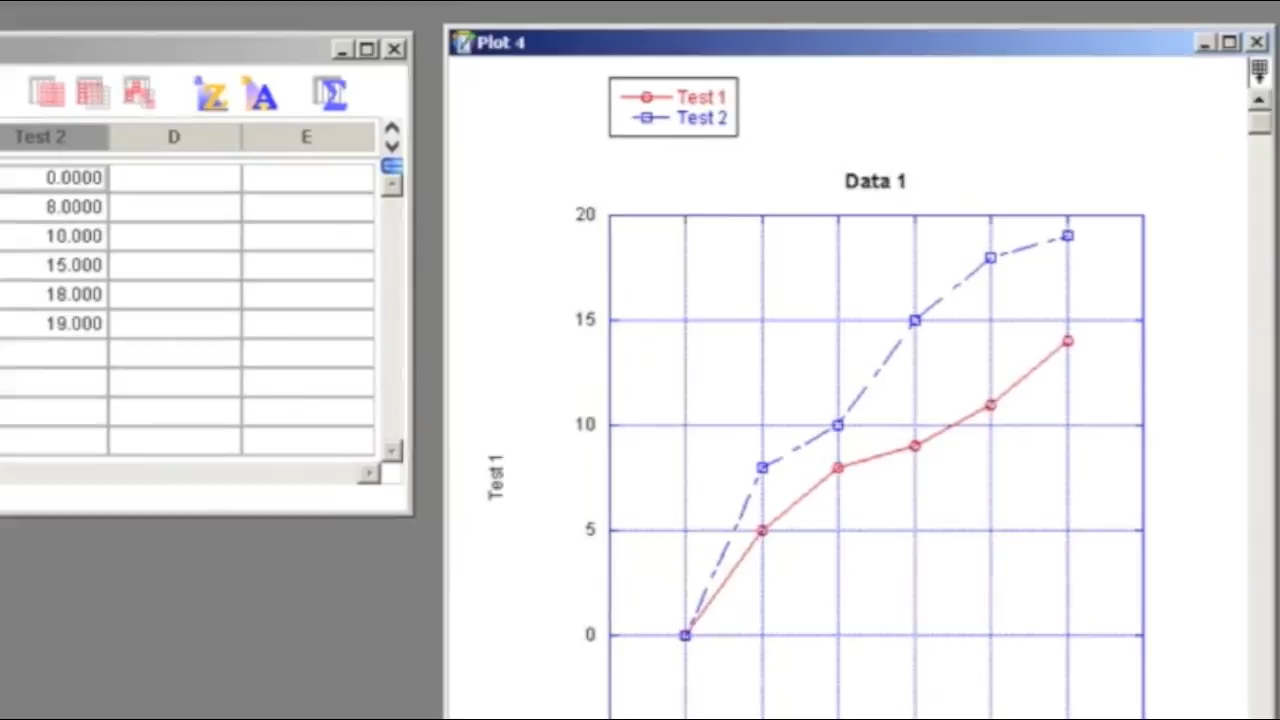 Plot 4
Test 1
Test 2
Test 2 D E
0.0000
8.0000
10.000
15.000
18.000
19.000
Data 1
20
15
10
5
0
Test 1